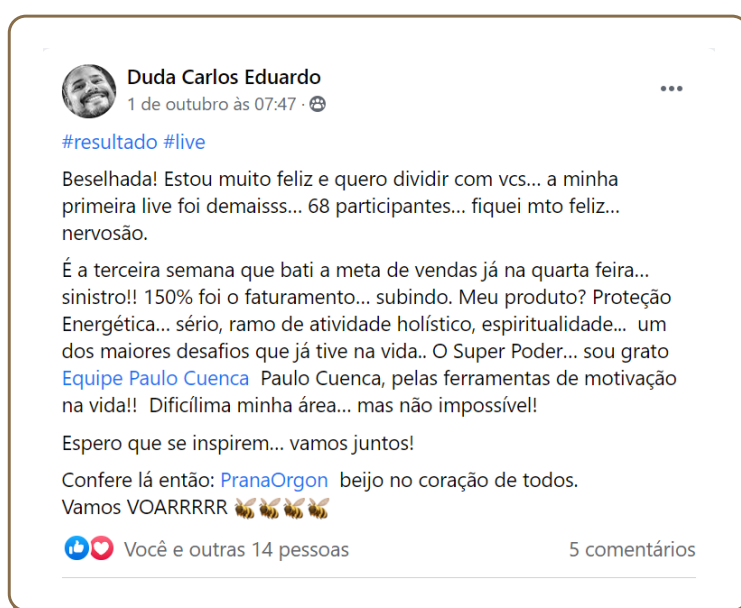 Duda Carlos Eduardo
1 de outubro às 07:47 ·
#resultado #live
Beselhada! Estou muito feliz e quero dividir com vcs... a minha
primeira live foi demaisss... 68 participantes... fiquei mto feliz...
nervosão.
É a terceira semana que bati a meta de vendas já na quarta feira...
sinistro!! 150% foi o faturamento... subindo. Meu produto? Proteção
Energética... sério, ramo de atividade holístico, espiritualidade... um
dos maiores desafios que já tive na vida.. O Super Poder... sou grato
Equipe Paulo Cuenca Paulo Cuenca, pelas ferramentas de motivação
na vida!! Dificílima minha área... mas não impossível!
Espero que se inspirem... vamos juntos!
Confere lá então: PranaOrgon beijo no coração de todos.
Vamos VOARRRRR 🐝🐝🐝🐝
Você e outras 14 pessoas 5 comentários